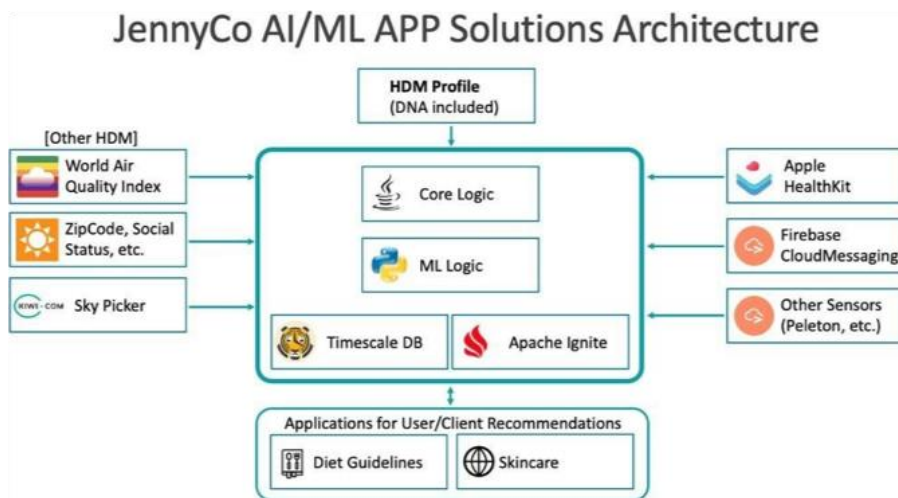 JennyCo AI/ML APP Solutions Architecture
HDM Profile
(DNA included)
[Other HDM]
World Air
Quality Index
ZipCode, Social
Status, etc.
KIWI-COM
Sky Picker
Core Logic
ML Logic
Timescale DB
Apache Ignite
Apple
HealthKit
Firebase
CloudMessaging
Other Sensors
(Peleton, etc.)
Applications for User/Client Recommendations
Diet Guidelines
Skincare